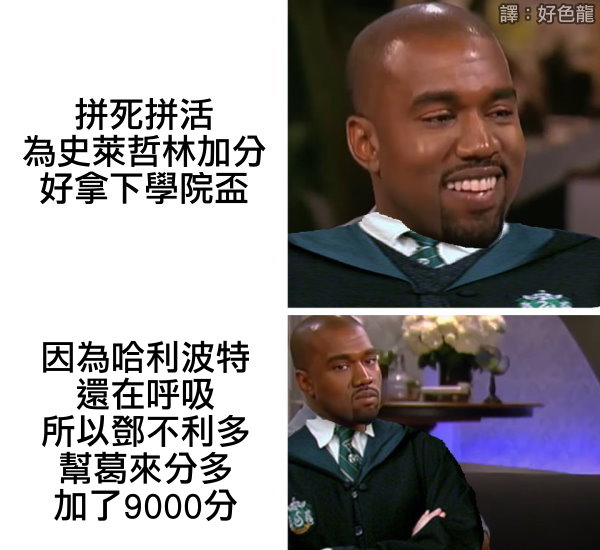 譯：好色龍
拼死拼活
為史萊哲林加分
好拿下學院盃
因為哈利波特
還在呼吸
所以鄧不利多
幫葛來分多
加了9000分